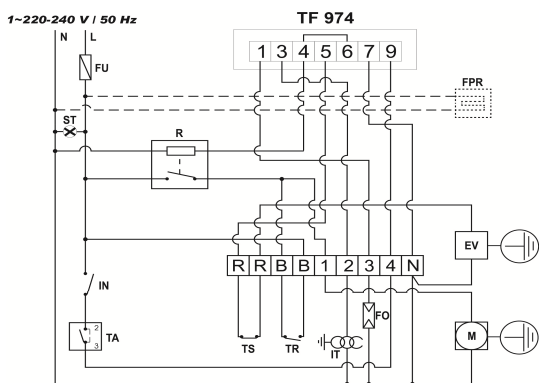 1~220-240 V / 50 Hz
TF 974
N L
1 3 4 5 6 7 9
FU
FPR
ST
R
R R B B 1 2 3 4 N
EV
IN
FO
TA
2
3
TS
TR
IT
M